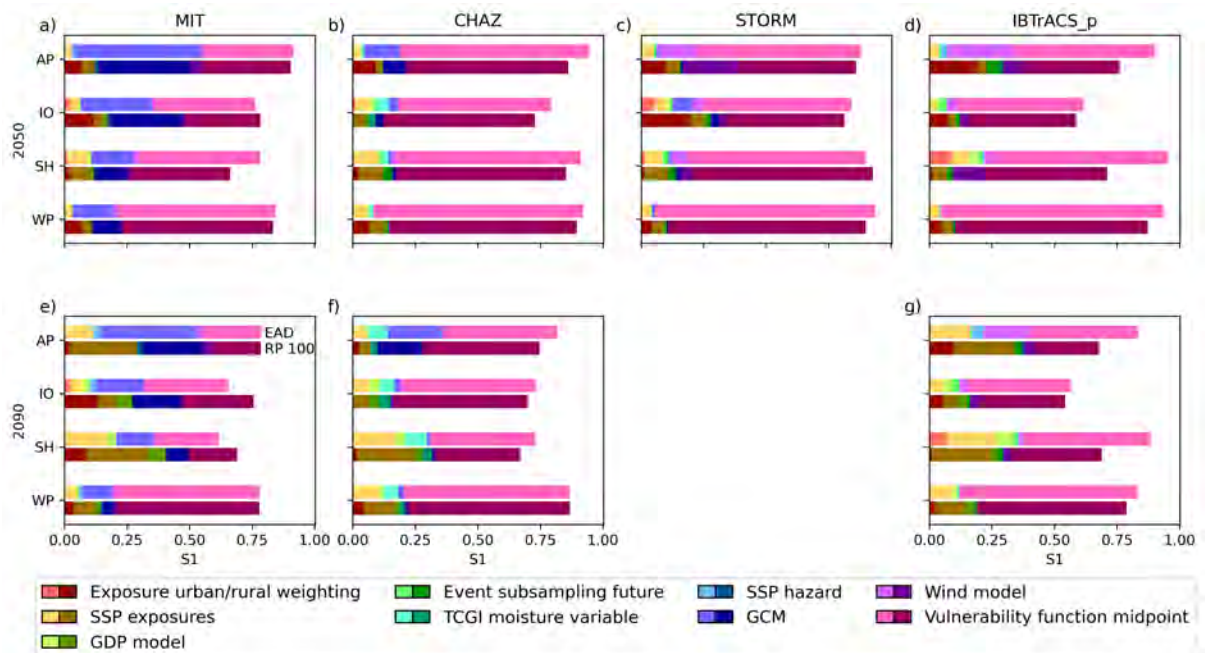 a) MIT b) CHAZ c) STORM d) IBTrACS_p
AP
IO
SH
WP
2050
e) f) g)
AP
EAD
RP 100
IO
SH
WP
2090
0.00 0.25 0.50 0.75 1.00 0.00 0.25 0.50 0.75 1.00 0.00 0.25 0.50 0.75 1.00
S1 S1 S1
Exposure urban/rural weighting Event subsampling future SSP hazard Wind model
SSP exposures TCGI moisture variable GCM Vulnerability function midpoint
GDP model